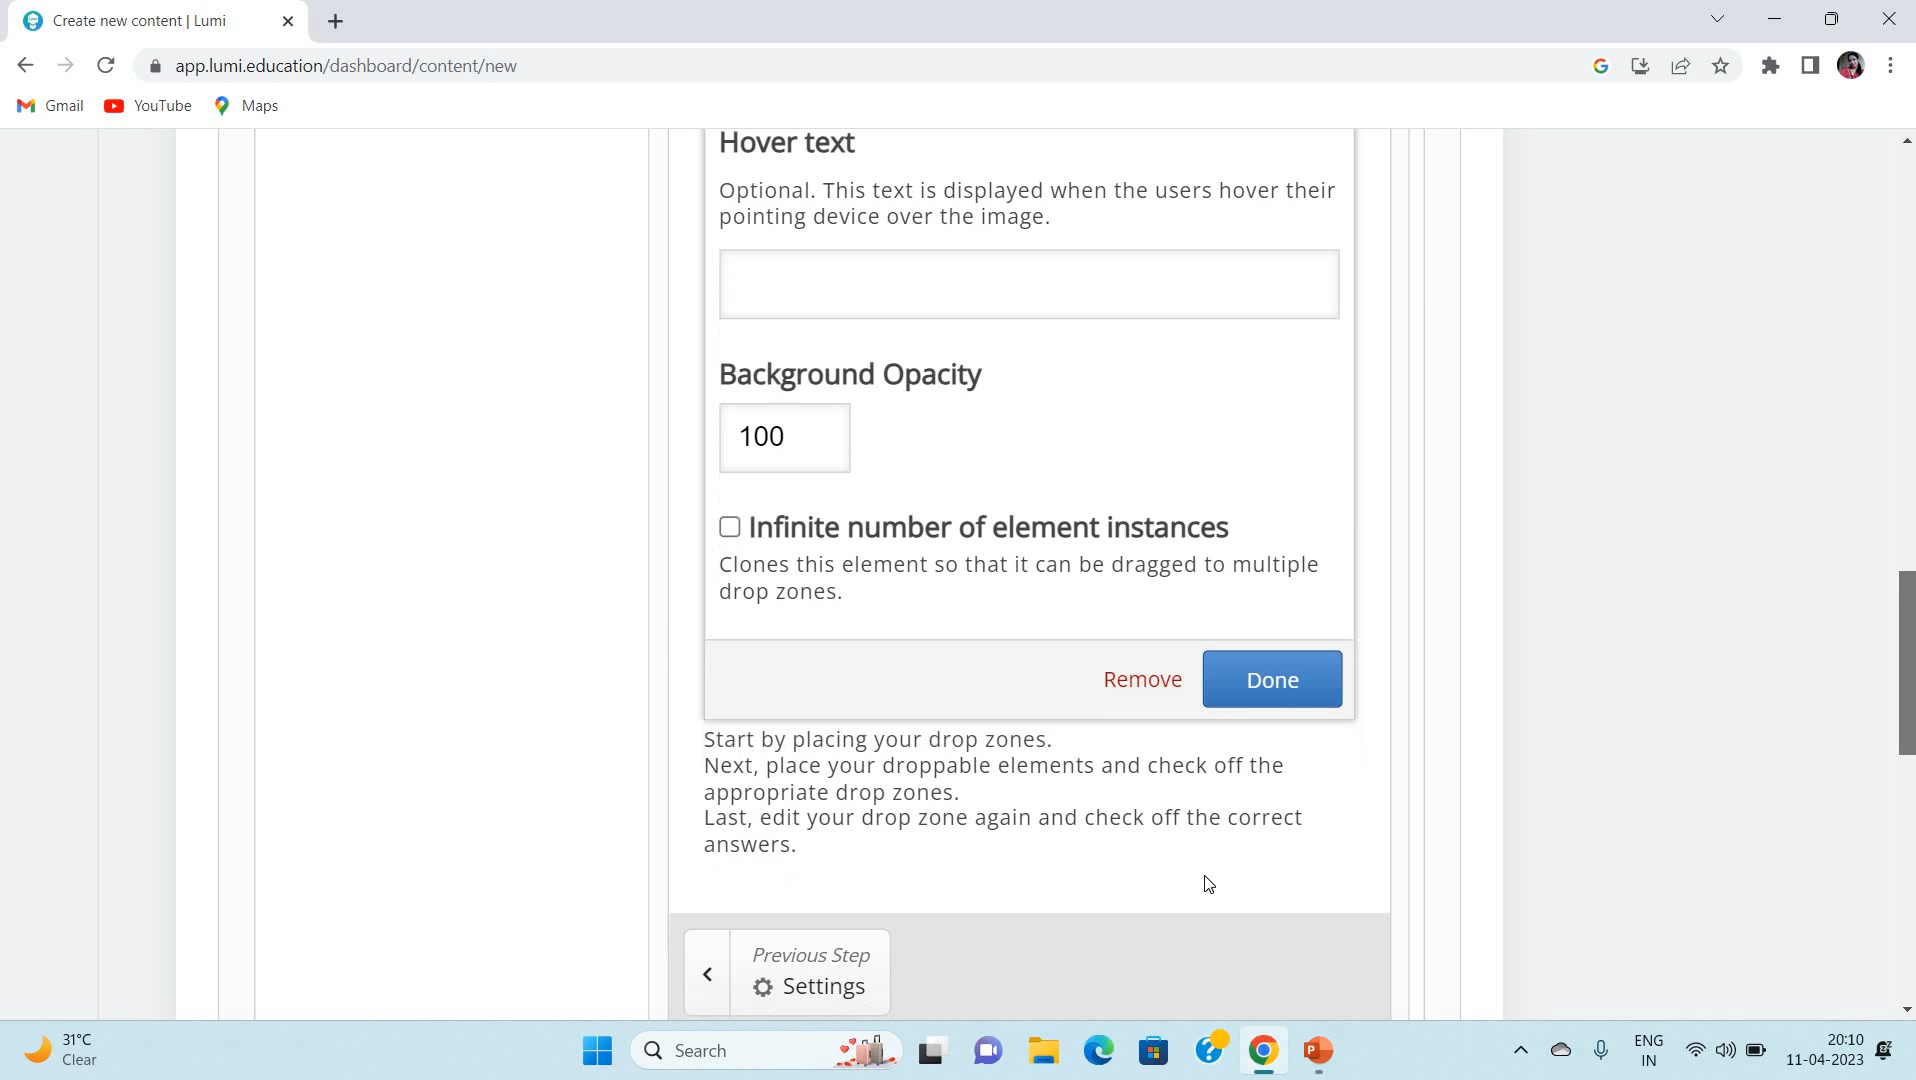 Create new content | Lumi
app.lumi.education/dashboard/content/new
Gmail
YouTube
Maps
Hover text
Optional. This text is displayed when the users hover their
pointing device over the image.
Background Opacity
100
Infinite number of element instances
Clones this element so that it can be dragged to multiple
drop zones.
Remove
Done
Start by placing your drop zones.
Next, place your droppable elements and check off the
appropriate drop zones.
Last, edit your drop zone again and check off the correct
answers.
Previous Step
Settings
31°C
Clear
Search
ENG
IN
20:10
11-04-2023